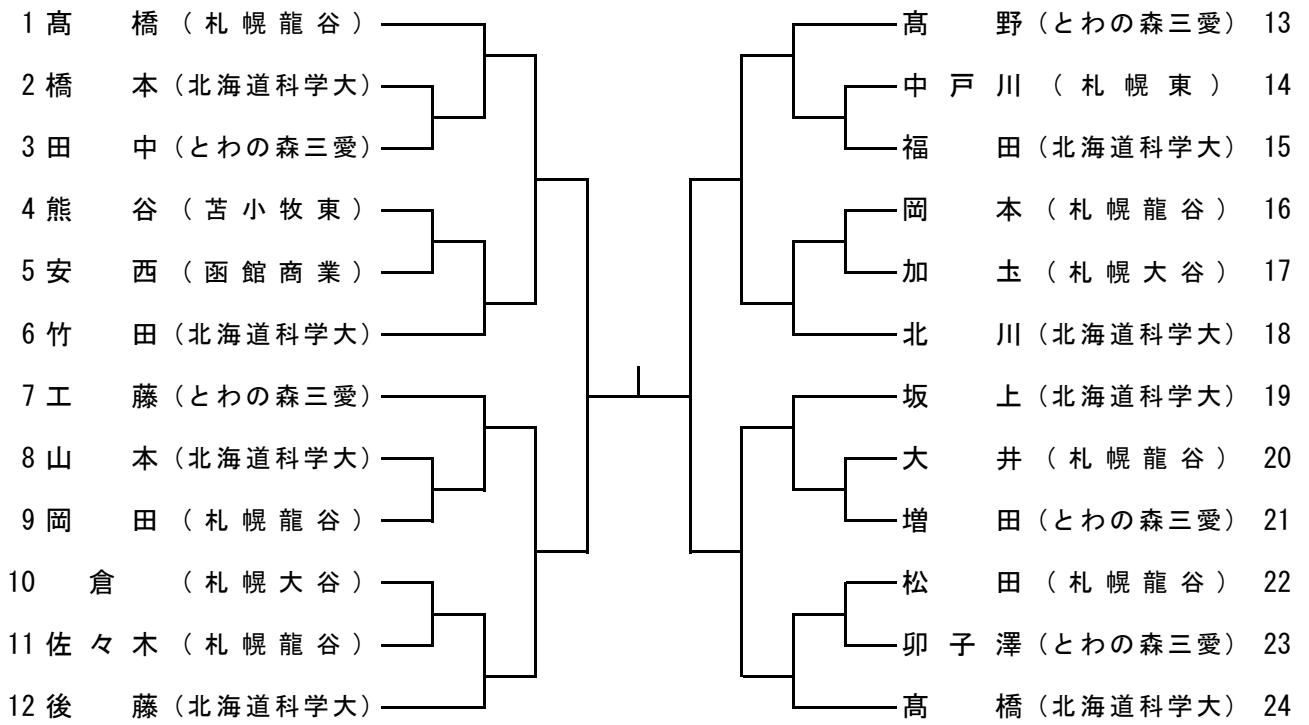 1 髙橋 (札幌龍谷)
2 橋本 (北海道科学大)
3 田中 (とわの森三愛)
4 熊谷 (苫小牧東)
5 安西 (函館商業)
6 竹田 (北海道科学大)
7 工藤 (とわの森三愛)
8 山本 (北海道科学大)
9 岡田 (札幌龍谷)
10 倉 (札幌大谷)
11 佐々木 (札幌龍谷)
12 後藤 (北海道科学大)
髙野 (とわの森三愛) 13
中戸川 (札幌東) 14
福田 (北海道科学大) 15
岡本 (札幌龍谷) 16
加圡 (札幌大谷) 17
北川 (北海道科学大) 18
坂上 (北海道科学大) 19
大井 (札幌龍谷) 20
増田 (とわの森三愛) 21
松田 (札幌龍谷) 22
卯子澤 (とわの森三愛) 23
髙橋 (北海道科学大) 24